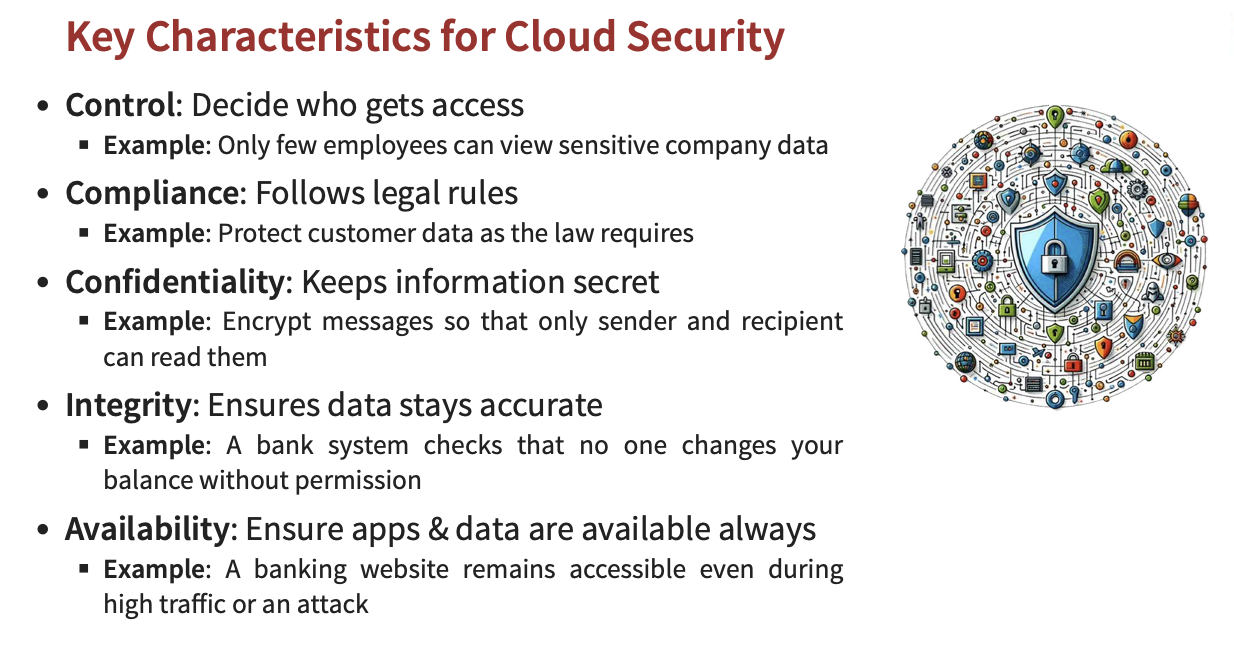 Key Characteristics for Cloud Security
• Control: Decide who gets access
▪ Example: Only few employees can view sensitive company data
• Compliance: Follows legal rules
▪ Example: Protect customer data as the law requires
• Confidentiality: Keeps information secret
▪ Example: Encrypt messages so that only sender and recipient
can read them
• Integrity: Ensures data stays accurate
▪ Example: A bank system checks that no one changes your
balance without permission
• Availability: Ensure apps & data are available always
▪ Example: A banking website remains accessible even during
high traffic or an attack